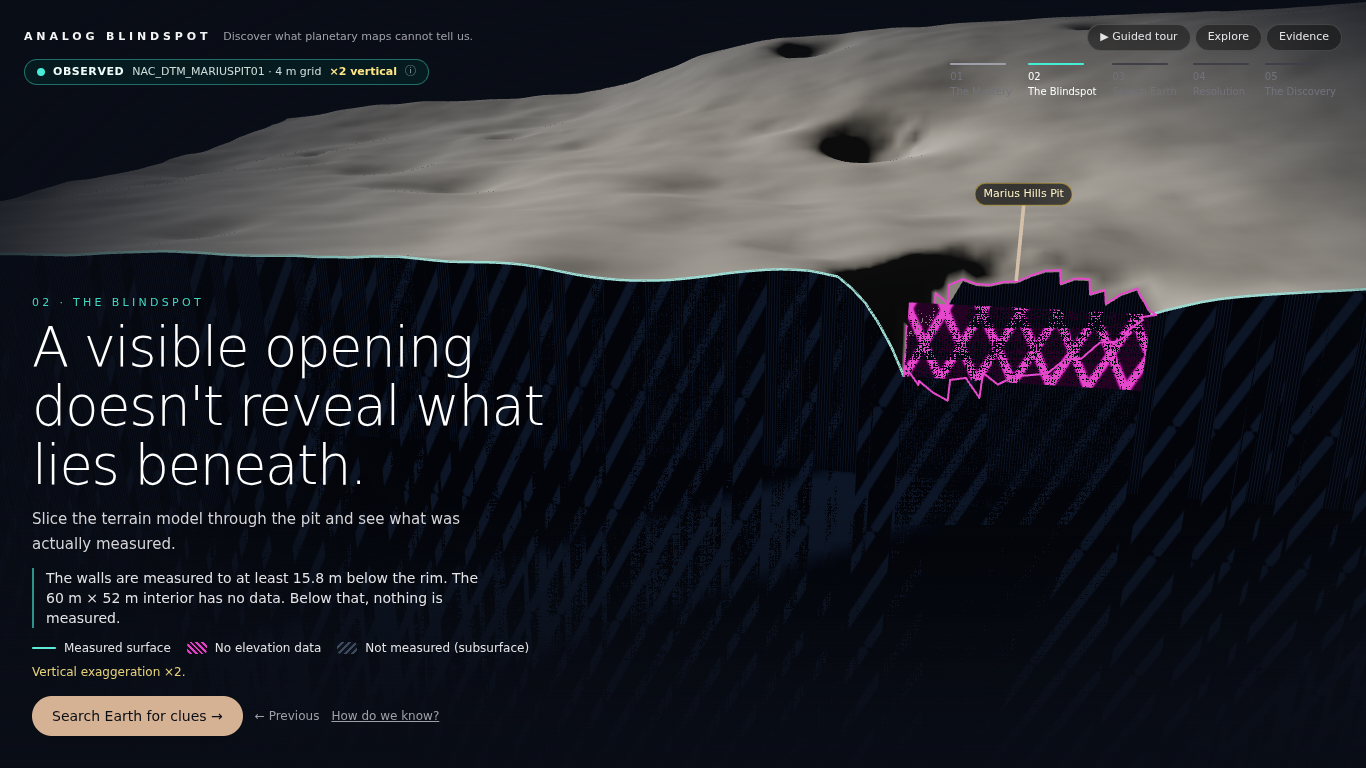 ANALOG BLINDSPOT Discover what planetary maps cannot tell us.
▶ Guided tour Explore Evidence
OBSERVED NAC_DTM_MARIUSPIT01 · 4 m grid ×2 vertical ⓘ
01 02 03 04 05
The Blindspot Resolution The Discovery
Marius Hills Pit
02 · THE BLINDSPOT
A visible opening
doesn't reveal what
lies beneath.
Slice the terrain model through the pit and see what was
actually measured.
The walls are measured to at least 15.8 m below the rim. The
60 m × 52 m interior has no data. Below that, nothing is
measured.
Measured surface No elevation data Not measured (subsurface)
Vertical exaggeration ×2.
Search Earth for clues →
← Previous How do we know?